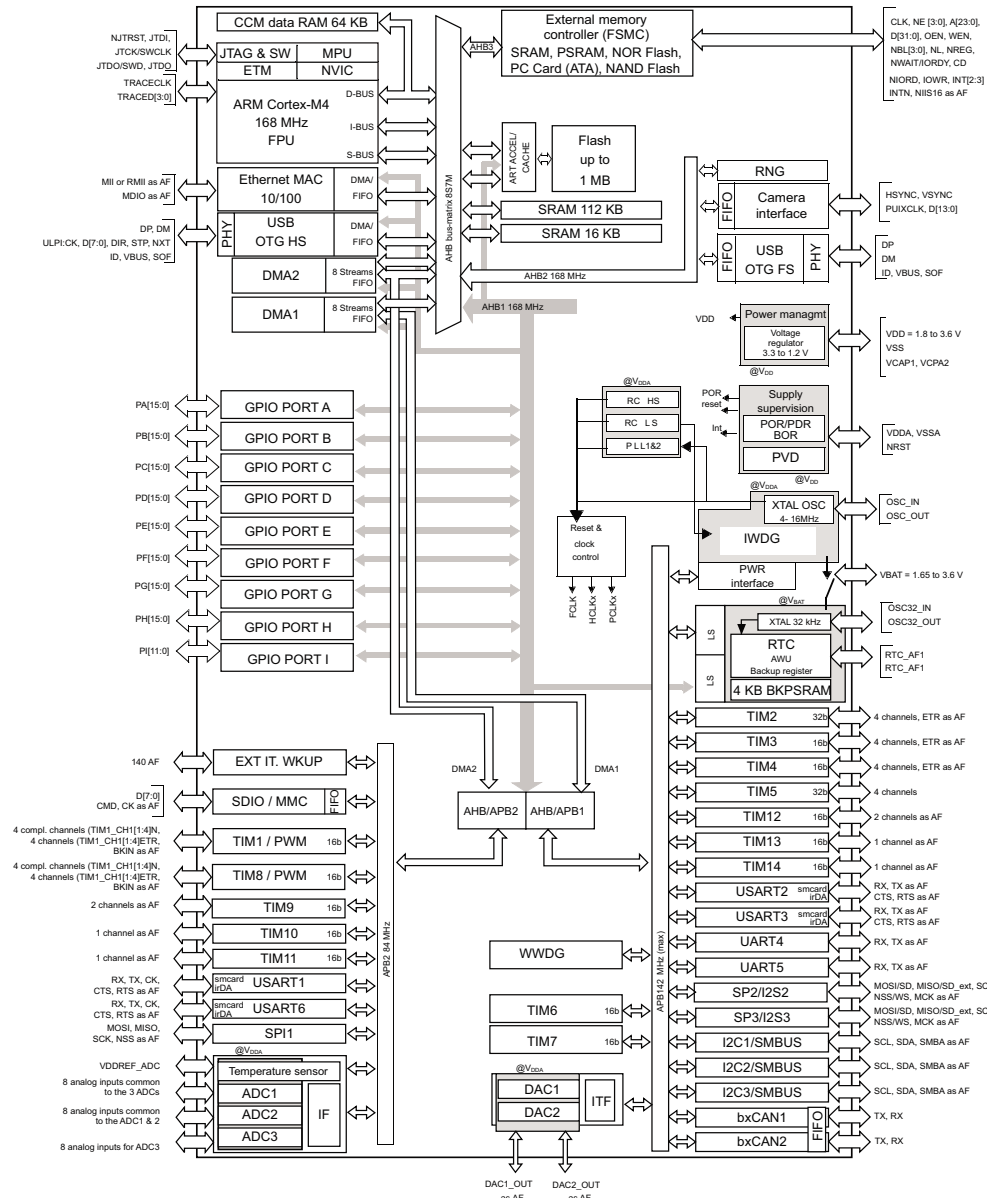 CCM data RAM 64 KB
External memory
controller (FSMC)
SRAM, PSRAM, NOR Flash,
PC Card (ATA), NAND Flash
AHB3
CLK, NE [3:0], A[23:0],
D[31:0], OEN, WEN,
NBL[3:0], NL, NREG,
NWAIT/IORDY, CD
NIORD, IOWR, INT[2:3]
INTN, NIIS16 as AF
NJTRST, JTDI,
JTCK/SWCLK
JTDO/SWD, JTDO
TRACECLK
TRACED[3:0]
JTAG & SW
MPU
ETM
NVIC
ARM Cortex-M4
168 MHz
FPU
D-BUS
I-BUS
S-BUS
AHB bus-matrix 8S7M
ART ACCEL/
CACHE
Flash
up to
1 MB
SRAM 112 KB
SRAM 16 KB
AHB2 168 MHz
AHB1 168 MHz
RNG
FIFO
Camera
interface
HSYNC, VSYNC
PUIXCLK, D[13:0]
FIFO
USB
OTG FS
PHY
DP
DM
ID, VBUS, SOF
MII or RMII as AF
MDIO as AF
Ethernet MAC
10/100
DMA/
FIFO
DP, DM
ULPI:CK, D[7:0], DIR, STP, NXT
ID, VBUS, SOF
PHY
USB
OTG HS
DMA/
FIFO
DMA2
8 Streams
FIFO
DMA1
8 Streams
FIFO
VDD
Power managmt
Voltage
regulator
3.3 to 1.2 V
@VDD
VDD = 1.8 to 3.6 V
VSS
VCAP1, VCPA2
@VDDA
RC HS
RC LS
PLL1&2
POR
reset
Int
Supply
supervision
POR/PDR
BOR
PVD
@VDD
VDDA, VSSA
NRST
@VDDA
XTAL OSC
4- 16MHz
OSC_IN
OSC_OUT
IWDG
PWR
interface
VBAT = 1.65 to 3.6 V
Reset &
clock
control
FCLK
HCLKx
PCLKx
@VBAT
XTAL 32 kHz
OSC32_IN
OSC32_OUT
LS
LS
RTC
AWU
Backup register
RTC_AF1
RTC_AF1
4 KB BKPSRAM
PA[15:0]
GPIO PORT A
PB[15:0]
GPIO PORT B
PC[15:0]
GPIO PORT C
PD[15:0]
GPIO PORT D
PE[15:0]
GPIO PORT E
PF[15:0]
GPIO PORT F
PG[15:0]
GPIO PORT G
PH[15:0]
GPIO PORT H
PI[11:0]
GPIO PORT I
DMA2
DMA1
AHB/APB2
AHB/APB1
140 AF
EXT IT. WKUP
D[7:0]
CMD, CK as AF
SDIO / MMC
FIFO
4 compl. channels (TIM1_CH1[1:4]N,
4 channels (TIM1_CH1[1:4]ETR,
BKIN as AF
TIM1 / PWM
16b
4 compl. channels (TIM1_CH1[1:4]N,
4 channels (TIM1_CH1[1:4]ETR,
BKIN as AF
TIM8 / PWM
16b
2 channels as AF
TIM9
16b
1 channel as AF
TIM10
16b
1 channel as AF
TIM11
16b
RX, TX, CK,
CTS, RTS as AF
smcard
irDA
USART1
RX, TX, CK,
CTS, RTS as AF
smcard
irDA
USART6
MOSI, MISO,
SCK, NSS as AF
SPI1
APB2 84 MHz
@VDDA
VDDREF_ADC
Temperature sensor
8 analog inputs common
to the 3 ADCs
ADC1
8 analog inputs common
to the ADC1 & 2
ADC2
8 analog inputs for ADC3
ADC3
IF
WWDG
TIM6
16b
TIM7
16b
@VDDA
DAC1
DAC2
ITF
DAC1_OUT
as AF
DAC2_OUT
as AF
APB142 MHz (max)
TIM2
32b
4 channels, ETR as AF
TIM3
16b
4 channels, ETR as AF
TIM4
16b
4 channels, ETR as AF
TIM5
32b
4 channels
TIM12
16b
2 channels as AF
TIM13
16b
1 channel as AF
TIM14
16b
1 channel as AF
USART2
smcard
irDA
RX, TX as AF
CTS, RTS as AF
USART3
smcard
irDA
RX, TX as AF
CTS, RTS as AF
UART4
RX, TX as AF
UART5
RX, TX as AF
SP2/I2S2
MOSI/SD, MISO/SD_ext, SC
NSS/WS, MCK as AF
SP3/I2S3
MOSI/SD, MISO/SD_ext, SC
NSS/WS, MCK as AF
I2C1/SMBUS
SCL, SDA, SMBA as AF
I2C2/SMBUS
SCL, SDA, SMBA as AF
I2C3/SMBUS
SCL, SDA, SMBA as AF
bxCAN1
TX, RX
bxCAN2
TX, RX
FIFO